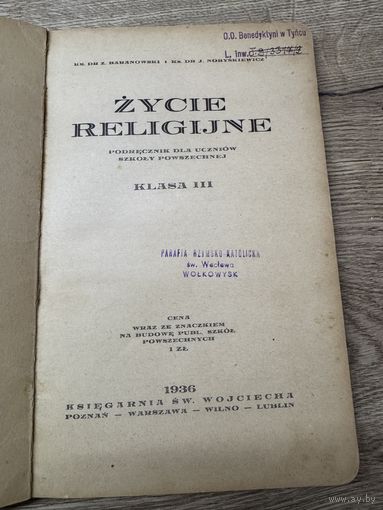 O.O. Benedyktyni w Tyńcu
L. inw.
KS. DR Z. BARANOWSKI I KS. DR J. NORYŚKIEWICZ
ŻYCIE
RELIGIJNE
PODRĘCZNIK DLA UCZNIÓW
SZKOŁY POWSZECHNEJ
KLASA III
PARAFIA RZYMSKO-KATOLICKA
św. Wacława
WOŁKOWYSK
CENA
WRAZ ZE ZNACZKIEM
NA BUDOWĘ PUBL. SZKÓŁ
POWSZECHNYCH
1 ZŁ
1936
KSIĘGARNIA ŚW. WOJCIECHA
POZNAŃ — WARSZAWA — WILNO — LUBLIN
www.ay.by